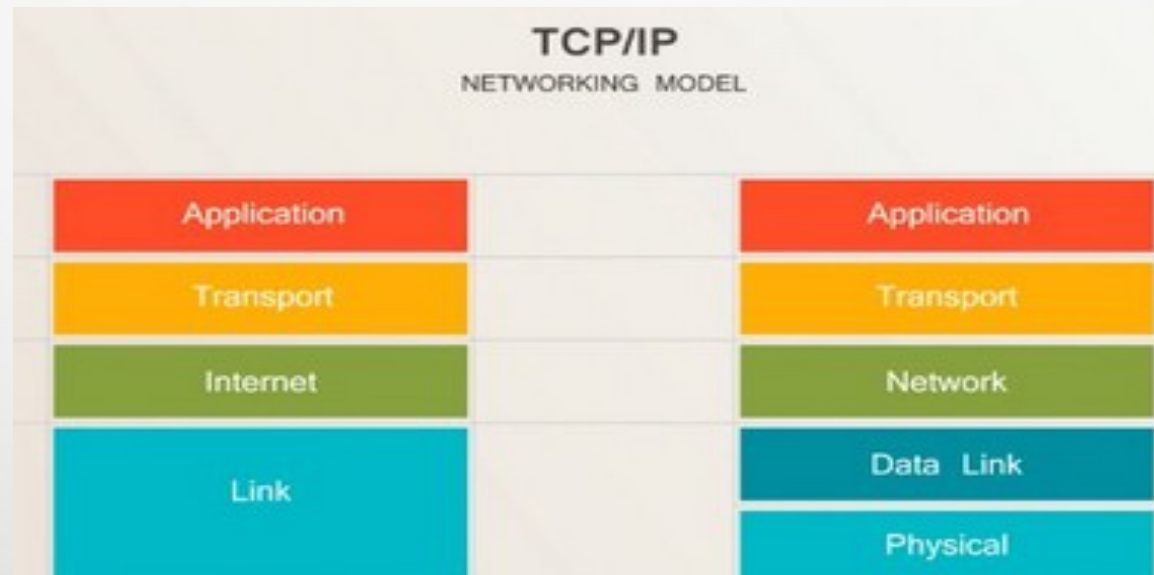 TCP/IP
NETWORKING MODEL
Application
Transport
Internet
Link
Application
Transport
Network
Data Link
Physical